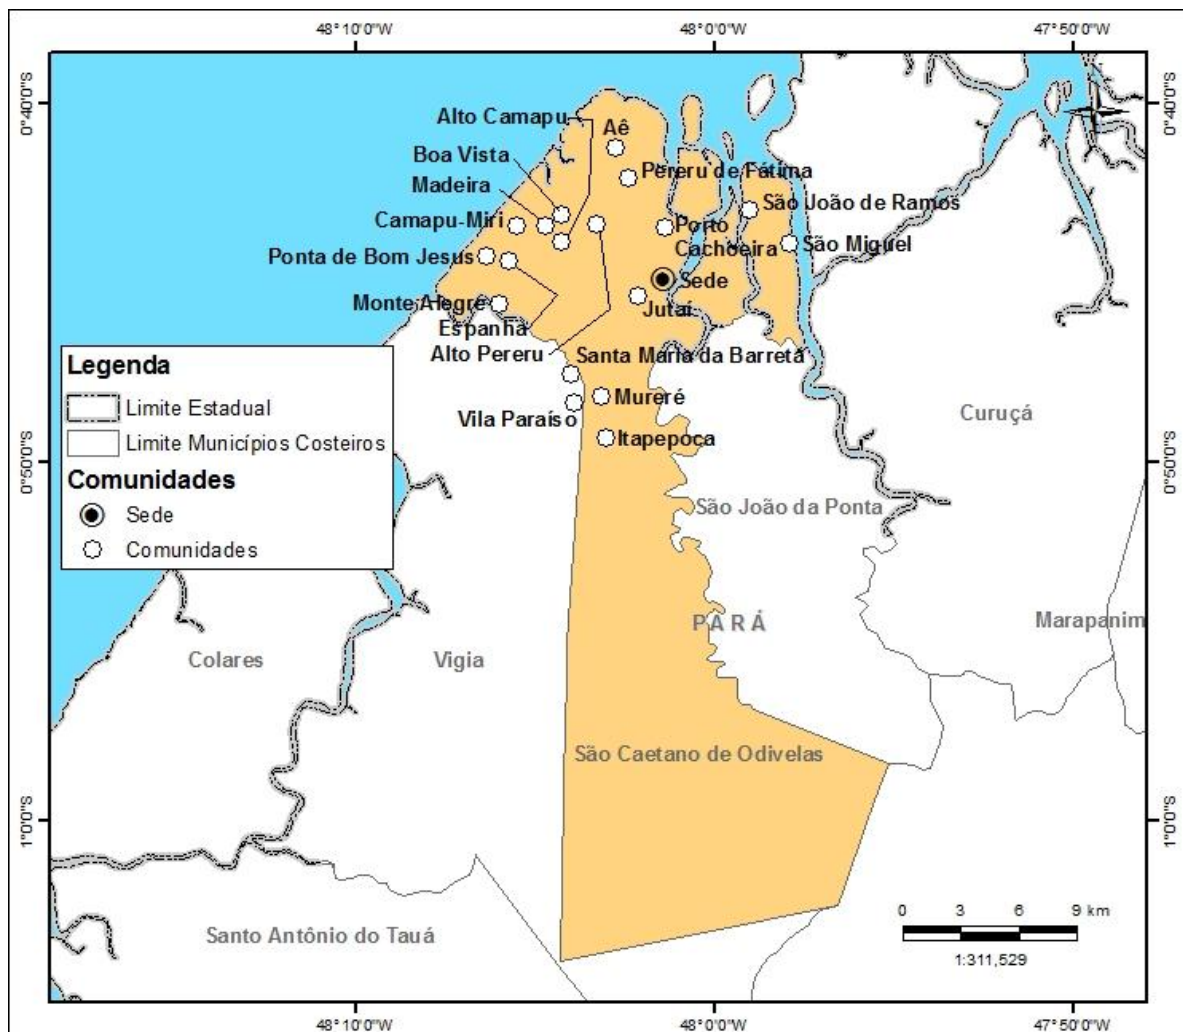 48°10'0"W
48°0'0"W
47°50'0"W
0°40'0"S
0°40'0"S
Alto Camapu
Aê
Boa Vista
Pereru de Fátima
Madeira
São João de Ramos
Camapu-Miri
Porto
Cachoeira
São Miguel
Ponta de Bom Jesus
Sede
Monte Alegre
Jutaí
Espanha
Alto Pereru
Santa Maria da Barreta
Legenda
Limite Estadual
Limite Municípios Costeiros
Comunidades
Sede
Comunidades
Mureré
Vila Paraíso
Itapepoca
Curuçá
0°50'0"S
0°50'0"S
São João da Ponta
PARÁ
Marapanim
Colares
Vigia
São Caetano de Odivelas
1°0'0"S
1°0'0"S
Santo Antônio do Tauá
0 3 6 9 km
1:311,529
48°10'0"W
48°0'0"W
47°50'0"W